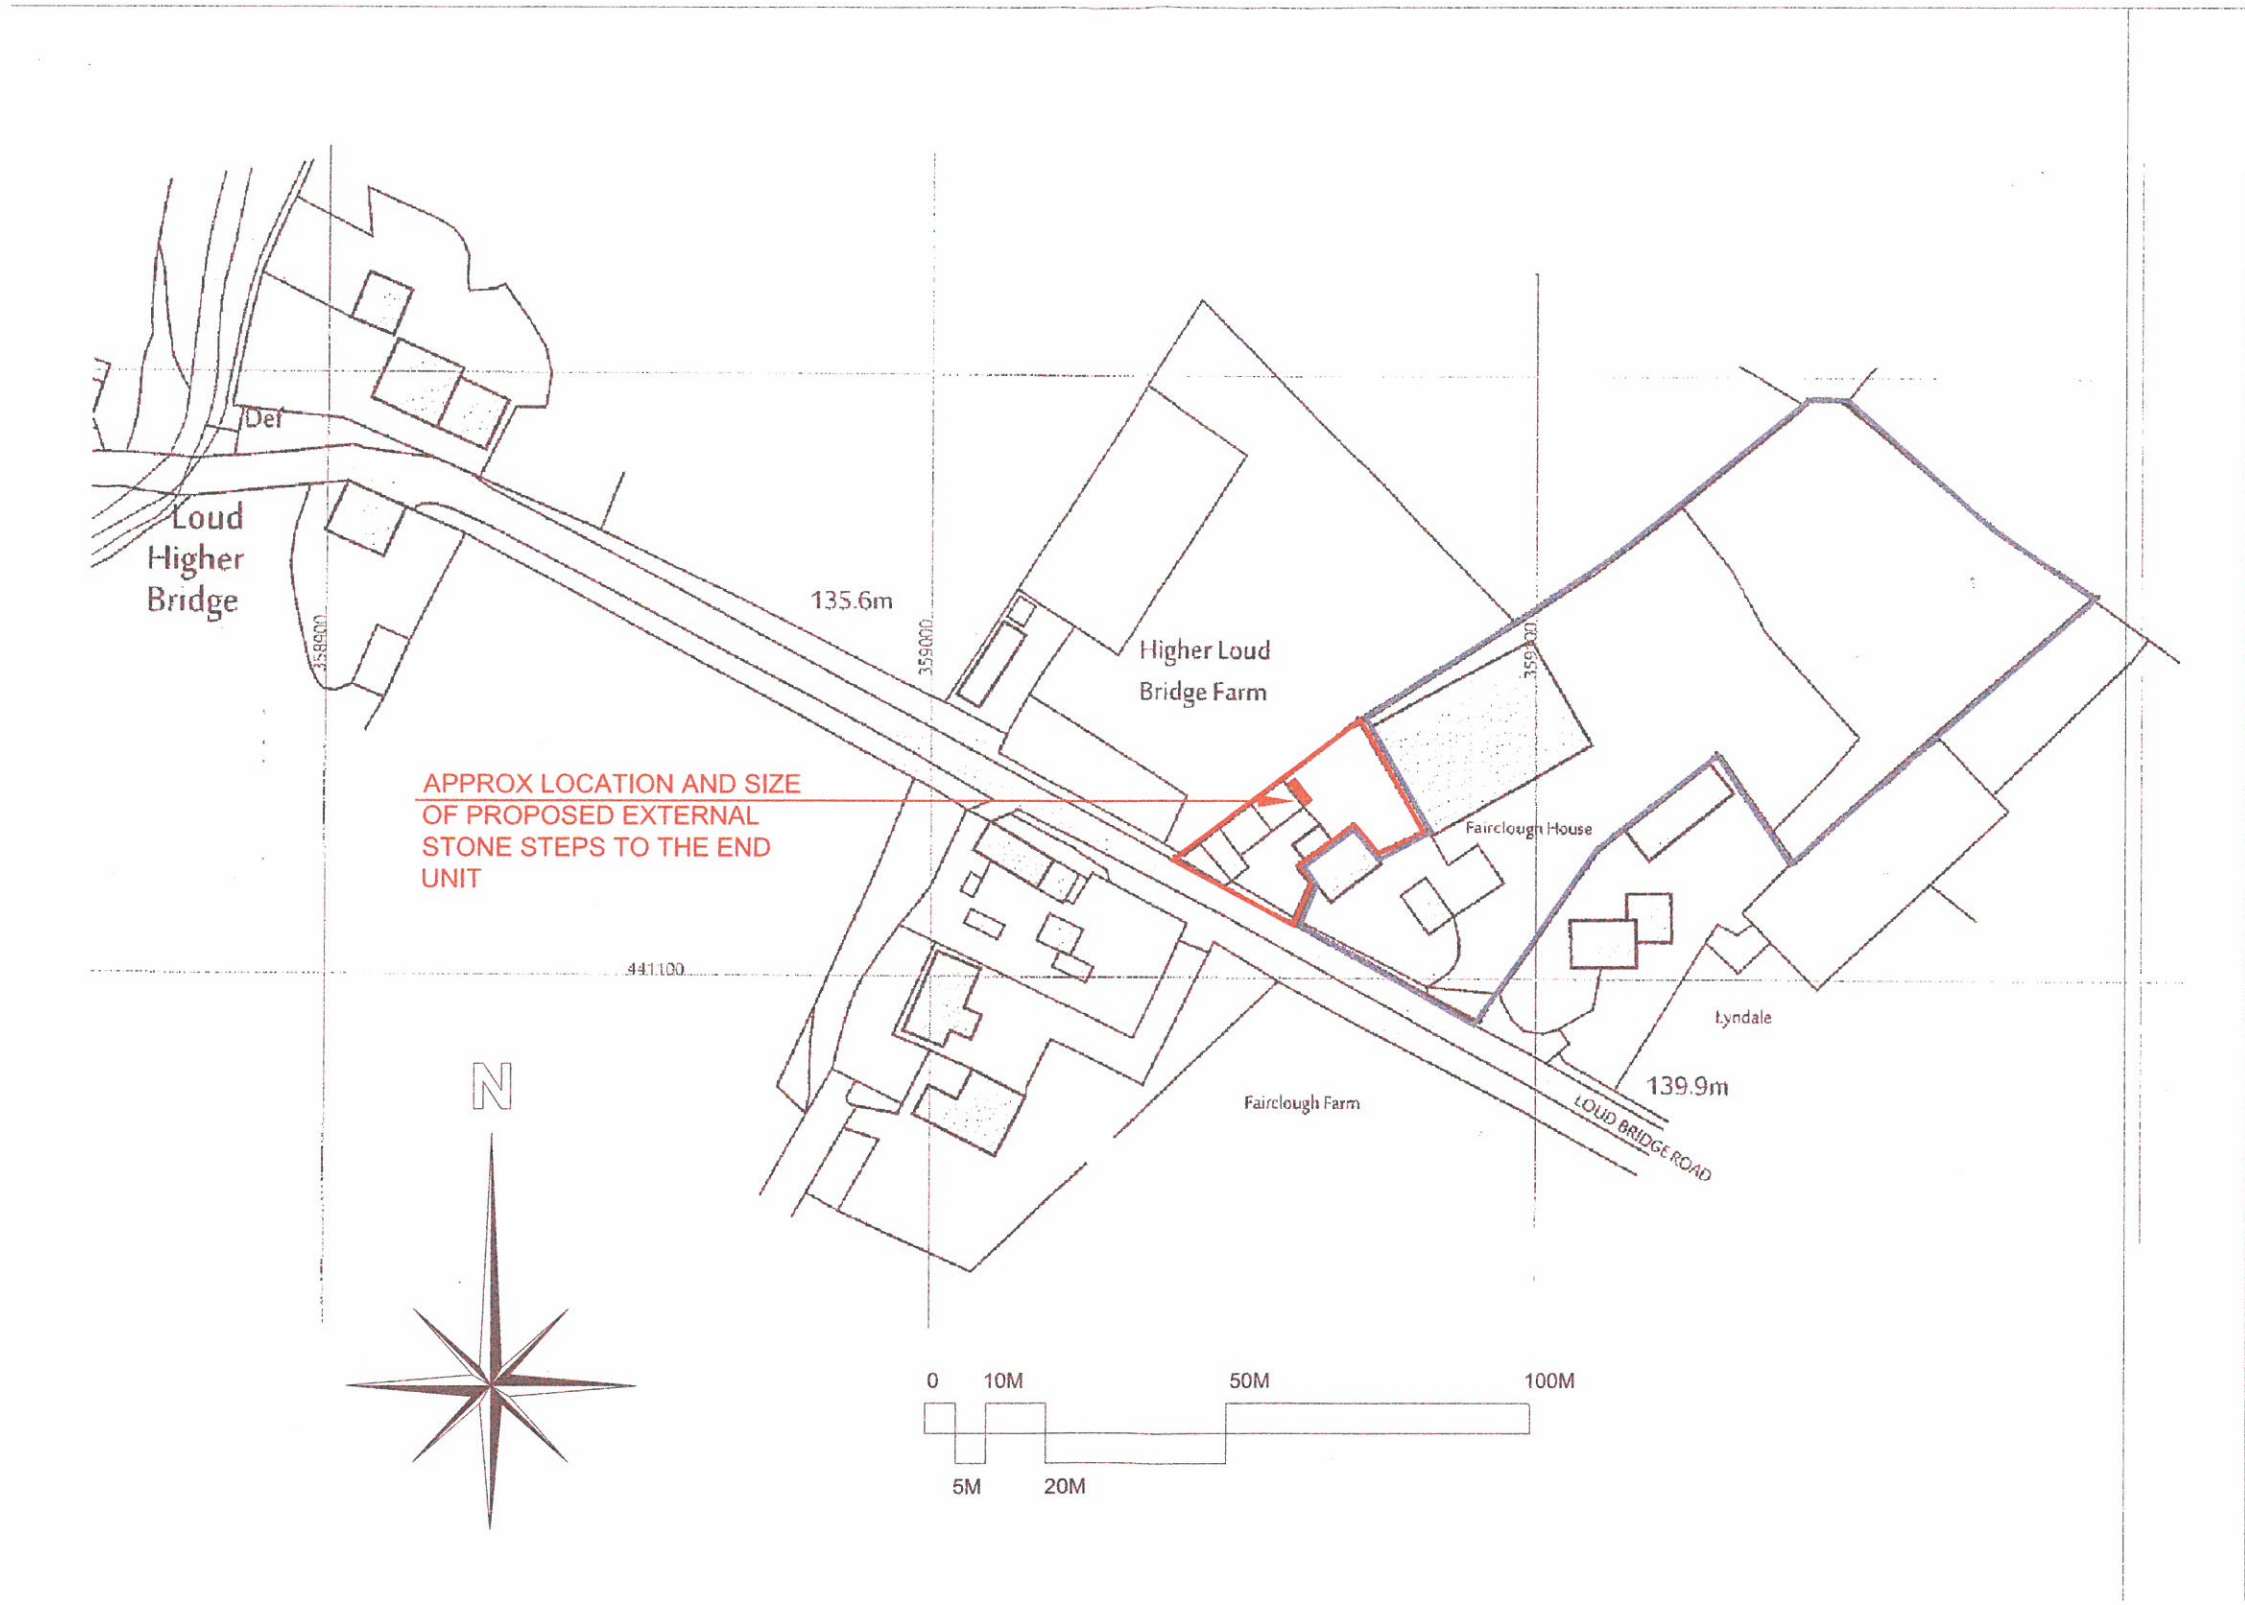 Def
Loud
Higher
Bridge
358900
135.6m
359000
Higher Loud
Bridge Farm
359100
APPROX LOCATION AND SIZE
OF PROPOSED EXTERNAL
STONE STEPS TO THE END
UNIT
Fairclough House
441100
Lyndale
N
139.9m
Fairclough Farm
LOUD BRIDGE ROAD
0 10M 50M 100M
5M 20M